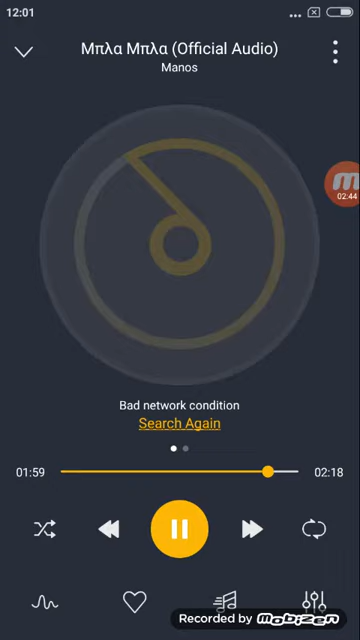 12:01
Μπλα Μπλα (Official Audio)
Manos
02:44
Bad network condition
Search Again
01:59
02:18
Recorded by MOBIZEN